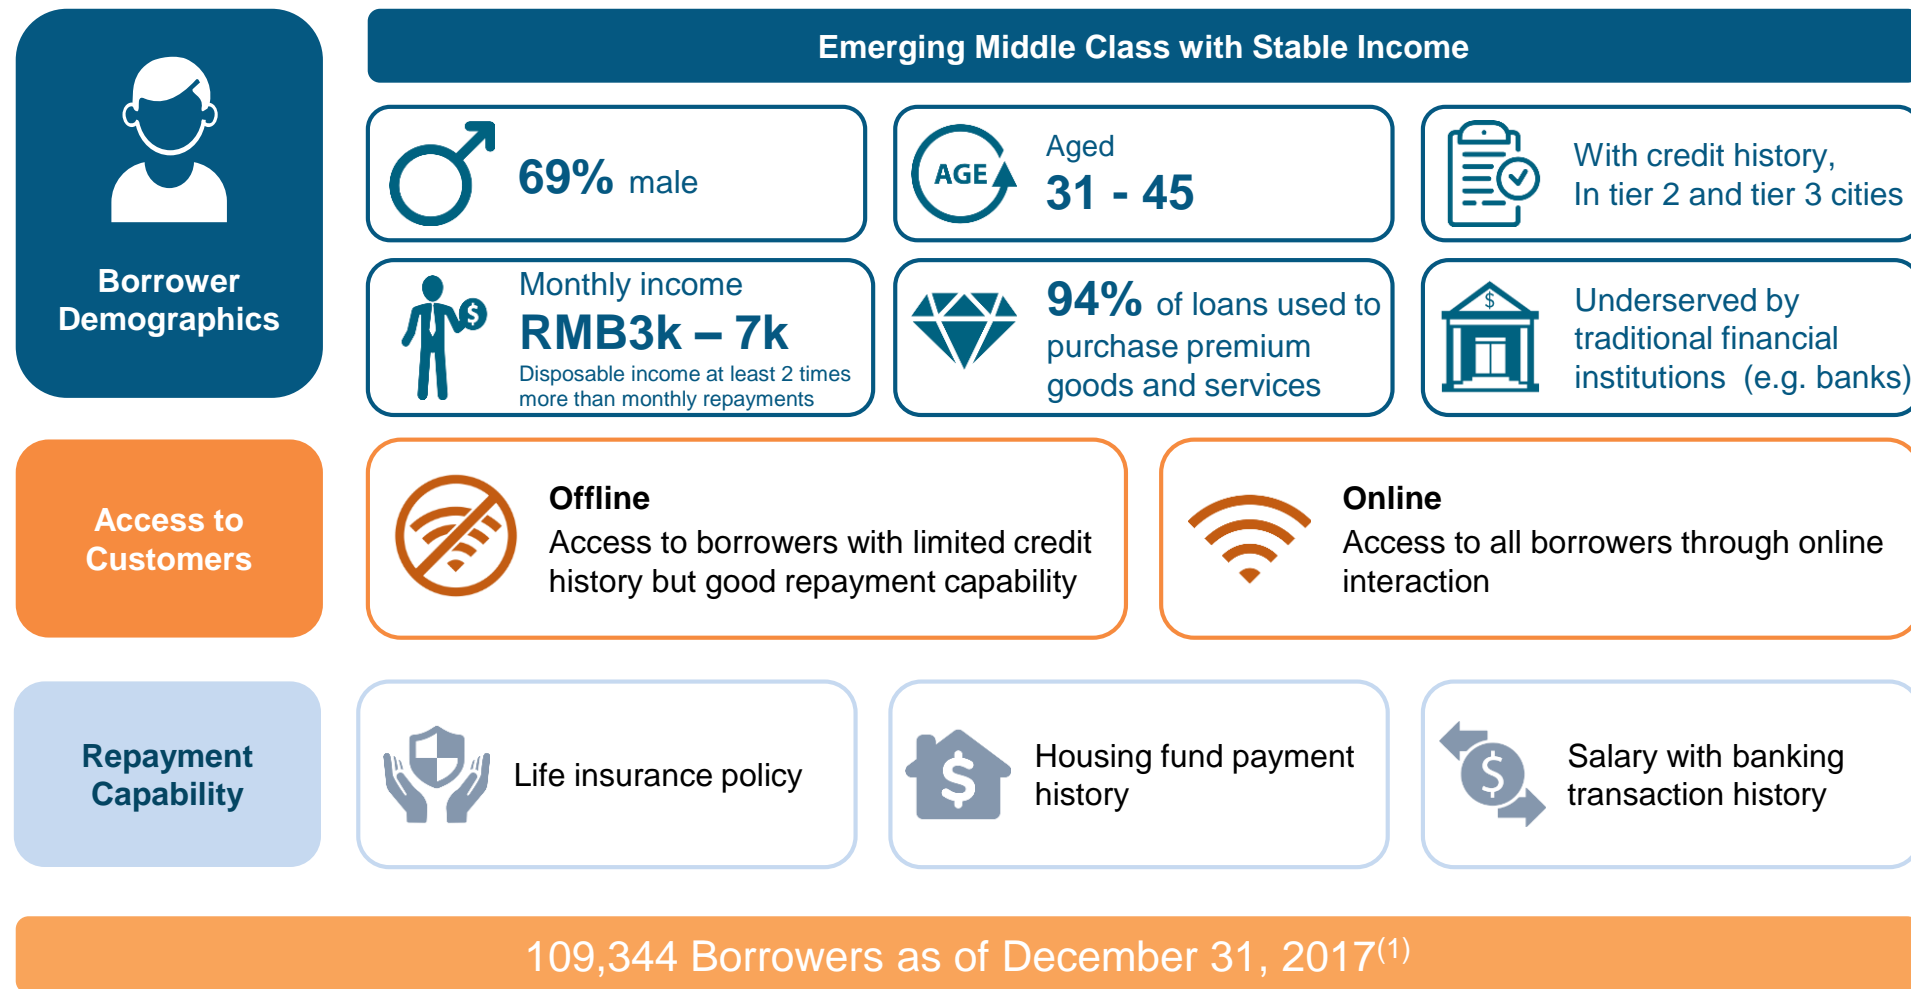 Emerging Middle Class with Stable Income
Borrower
Demographics
69% male
AGE
Aged
31 - 45
With credit history,
In tier 2 and tier 3 cities
$
Monthly income
RMB3k – 7k
Disposable income at least 2 times
more than monthly repayments
94% of loans used to
purchase premium
goods and services
$
Underserved by
traditional financial
institutions (e.g. banks)
Access to
Customers
Offline
Access to borrowers with limited credit
history but good repayment capability
Online
Access to all borrowers through online
interaction
Repayment
Capability
Life insurance policy
$
Housing fund payment
history
$
Salary with banking
transaction history
109,344 Borrowers as of December 31, 2017(1)